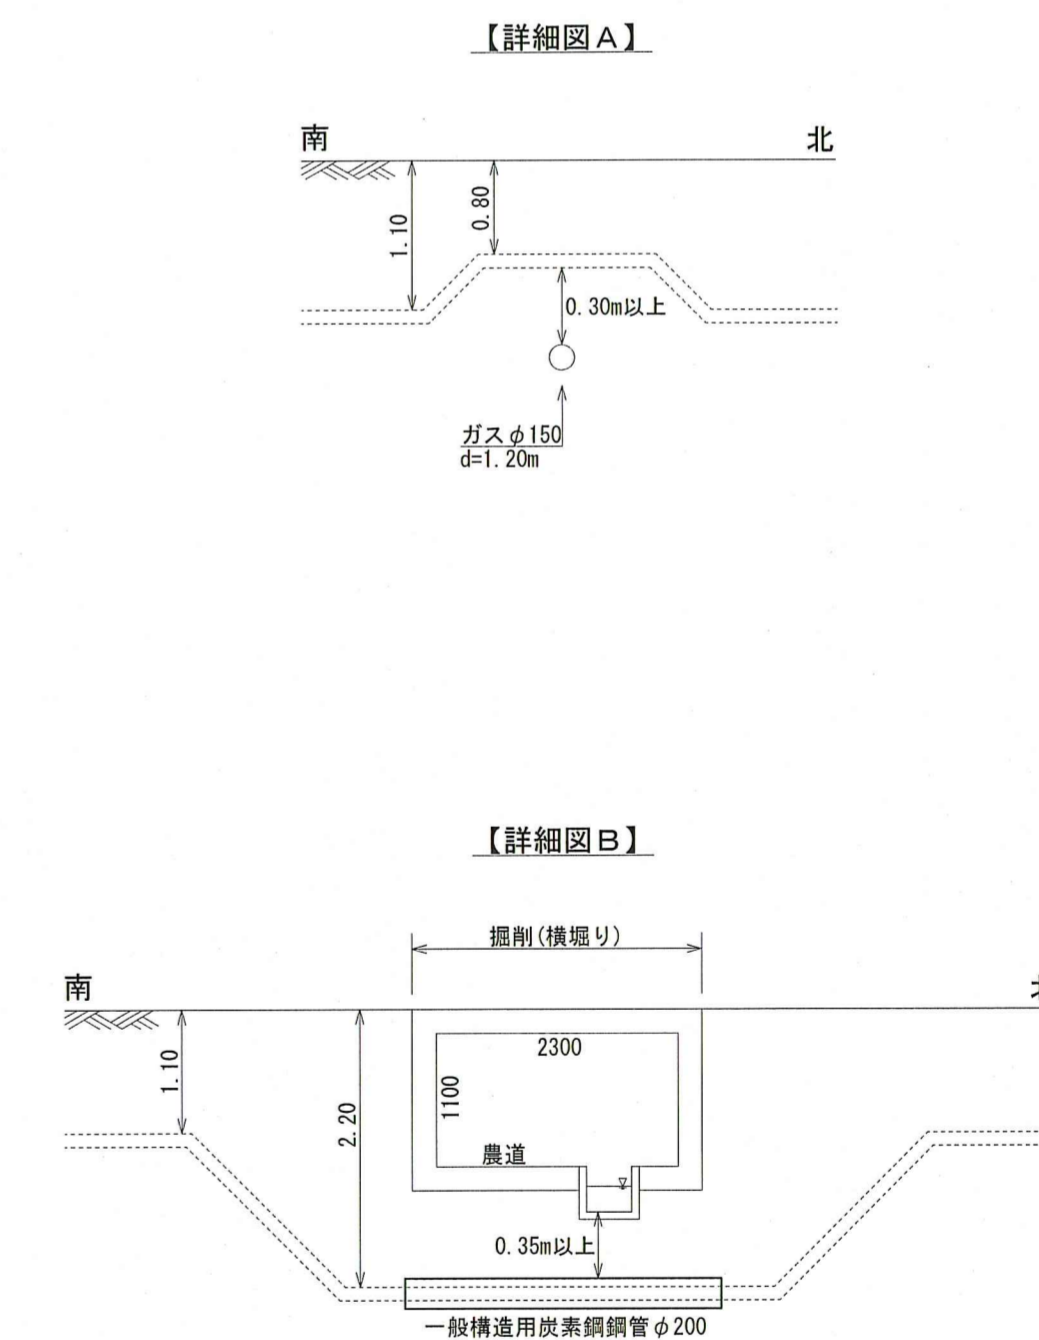 【詳細図A】
南
北
1.10
0.80
0.30m以上
ガスφ150
d=1.20m
【詳細図B】
掘削(横堀り)
南
1.10
2.20
2300
1100
農道
0.35m以上
一般構造用炭素鋼鋼管φ200